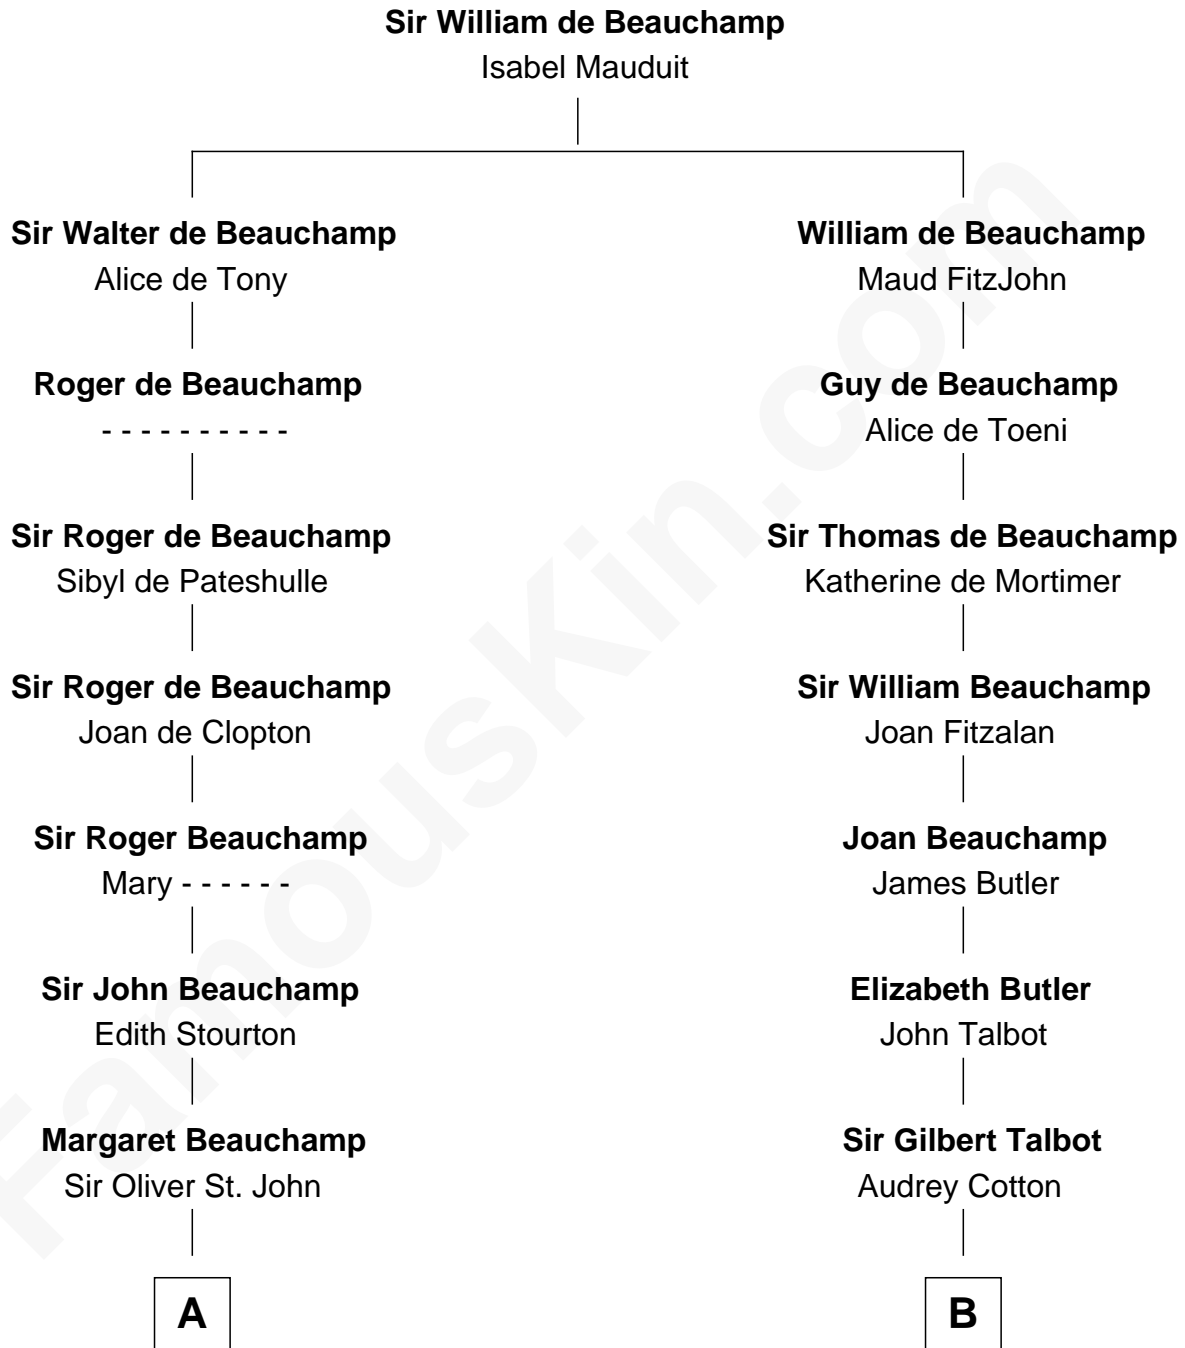 Sir William de Beauchamp
Isabel Mauduit
Sir Walter de Beauchamp
Alice de Tony
Roger de Beauchamp
- - - - - - - - - -
Sir Roger de Beauchamp
Sibyl de Pateshulle
Sir Roger de Beauchamp
Joan de Clopton
Sir Roger Beauchamp
Mary - - - - - -
Sir John Beauchamp
Edith Stourton
Margaret Beauchamp
Sir Oliver St. John
A
William de Beauchamp
Maud FitzJohn
Guy de Beauchamp
Alice de Toeni
Sir Thomas de Beauchamp
Katherine de Mortimer
Sir William Beauchamp
Joan Fitzalan
Joan Beauchamp
James Butler
Elizabeth Butler
John Talbot
Sir Gilbert Talbot
Audrey Cotton
B
FamousKin.com